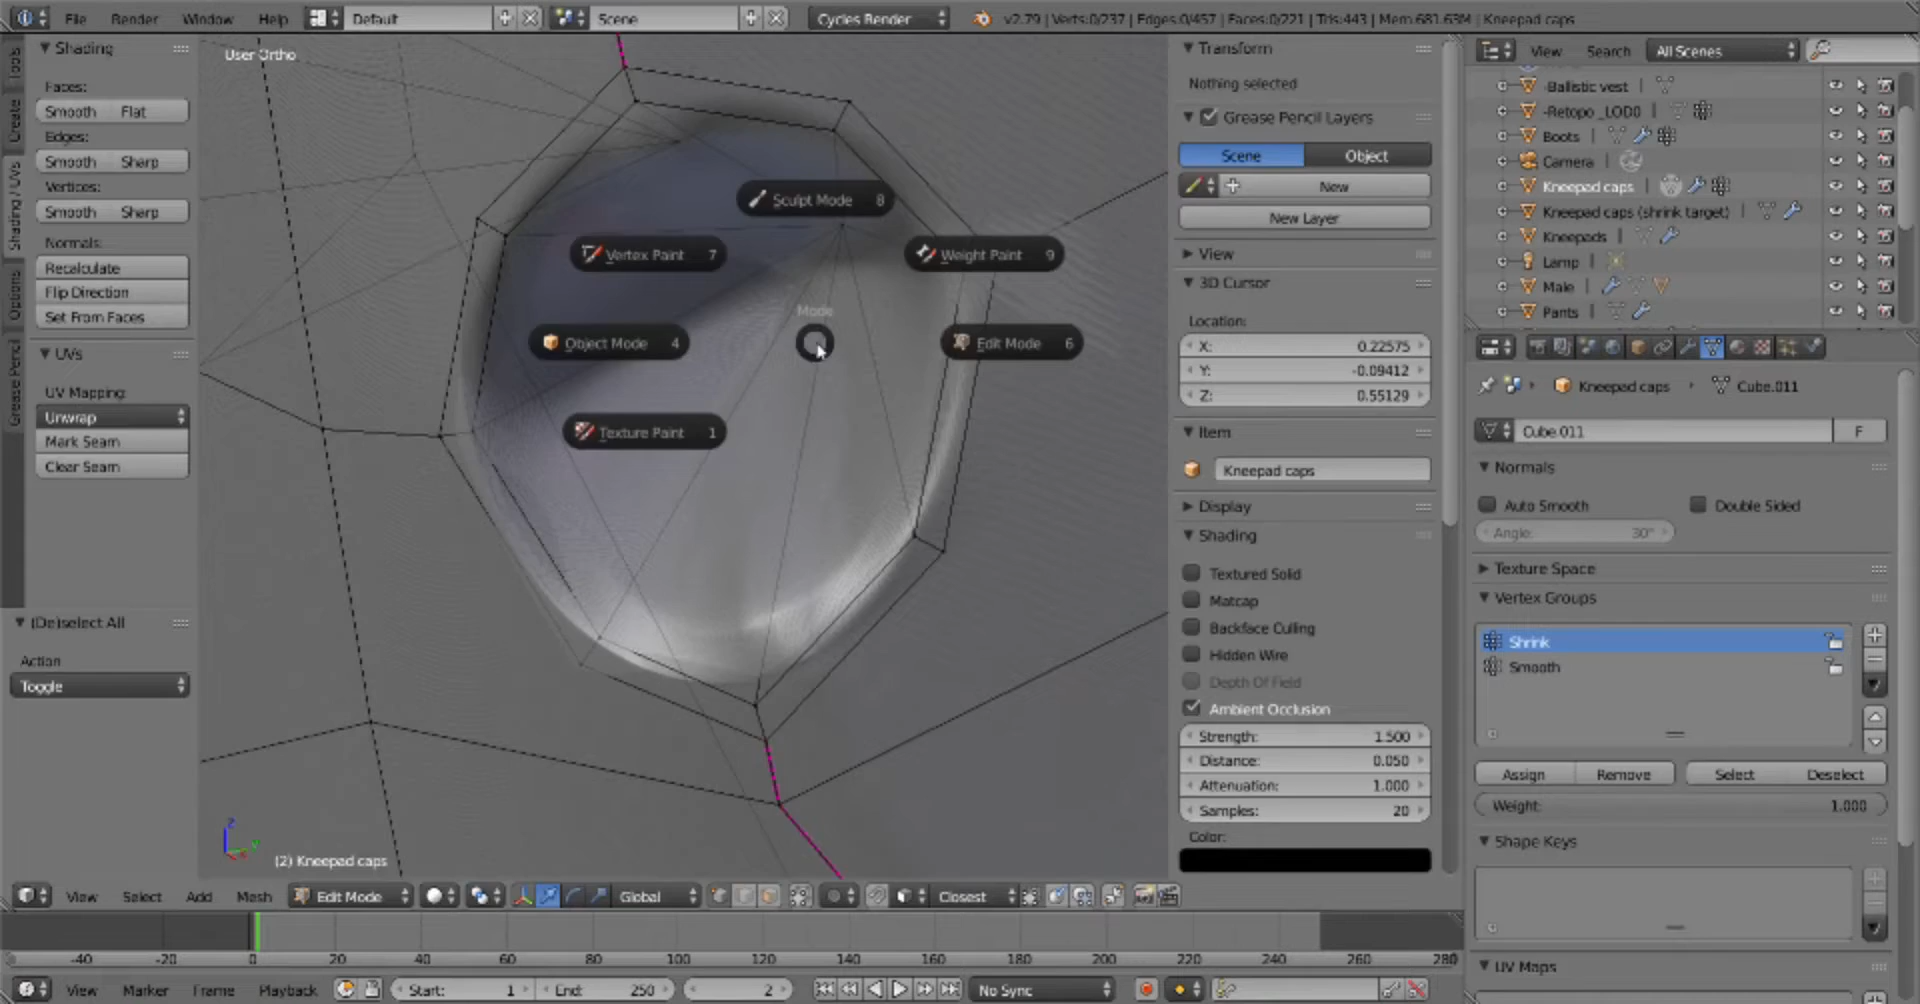 File Render Window Help Default Scene Cycles Render v2.79 | Verts:0/237 | Edges:0/457 | Faces:0/221 | Tris:443 | Mem:681.63M | Kneepad caps
Tools
Create
Shading / UVs
Options
Grease Pencil
Shading
Faces:
Smooth Flat
Edges:
Smooth Sharp
Vertices:
Smooth Sharp
Normals:
Recalculate
Flip Direction
Set From Faces
UVs
UV Mapping:
Unwrap
Mark Seam
Clear Seam
(De)select All
Action
Toggle
User Ortho
Sculpt Mode 8
Vertex Paint 7
Weight Paint 9
Mode
Object Mode 4
Edit Mode 6
Texture Paint 1
z
(2) Kneepad caps
Transform
Nothing selected
Grease Pencil Layers
Scene Object
New
New Layer
View
3D Cursor
Location:
X: 0.22575
Y: -0.09412
Z: 0.55129
Item
Kneepad caps
Display
Shading
Textured Solid
Matcap
Backface Culling
Hidden Wire
Depth Of Field
Ambient Occlusion
Strength: 1.500
Distance: 0.050
Attenuation: 1.000
Samples: 20
Color:
View Search All Scenes
-Ballistic vest
-Retopo _LOD0
Boots
Camera
Kneepad caps
Kneepad caps (shrink target)
Kneepads
Lamp
Male
Pants
Kneepad caps Cube.011
Cube.011 F
Normals
Auto Smooth Double Sided
Angle: 30°
Texture Space
Vertex Groups
Shrink
Smooth
Assign Remove Select Deselect
Weight: 1.000
Shape Keys
UV Maps
View Select Add Mesh Edit Mode Global Closest
-40 -20 0 20 40 60 80 100 120 140 160 180 200 220 240 260 280
View Marker Frame Playback Start: 1 End: 250 2 No Sync